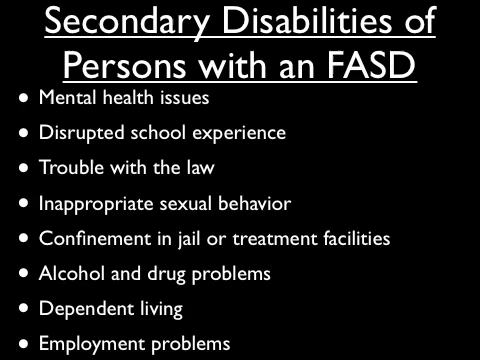 Secondary Disabilities of
Persons with an FASD
• Mental health issues
• Disrupted school experience
• Trouble with the law
• Inappropriate sexual behavior
• Confinement in jail or treatment facilities
• Alcohol and drug problems
• Dependent living
• Employment problems